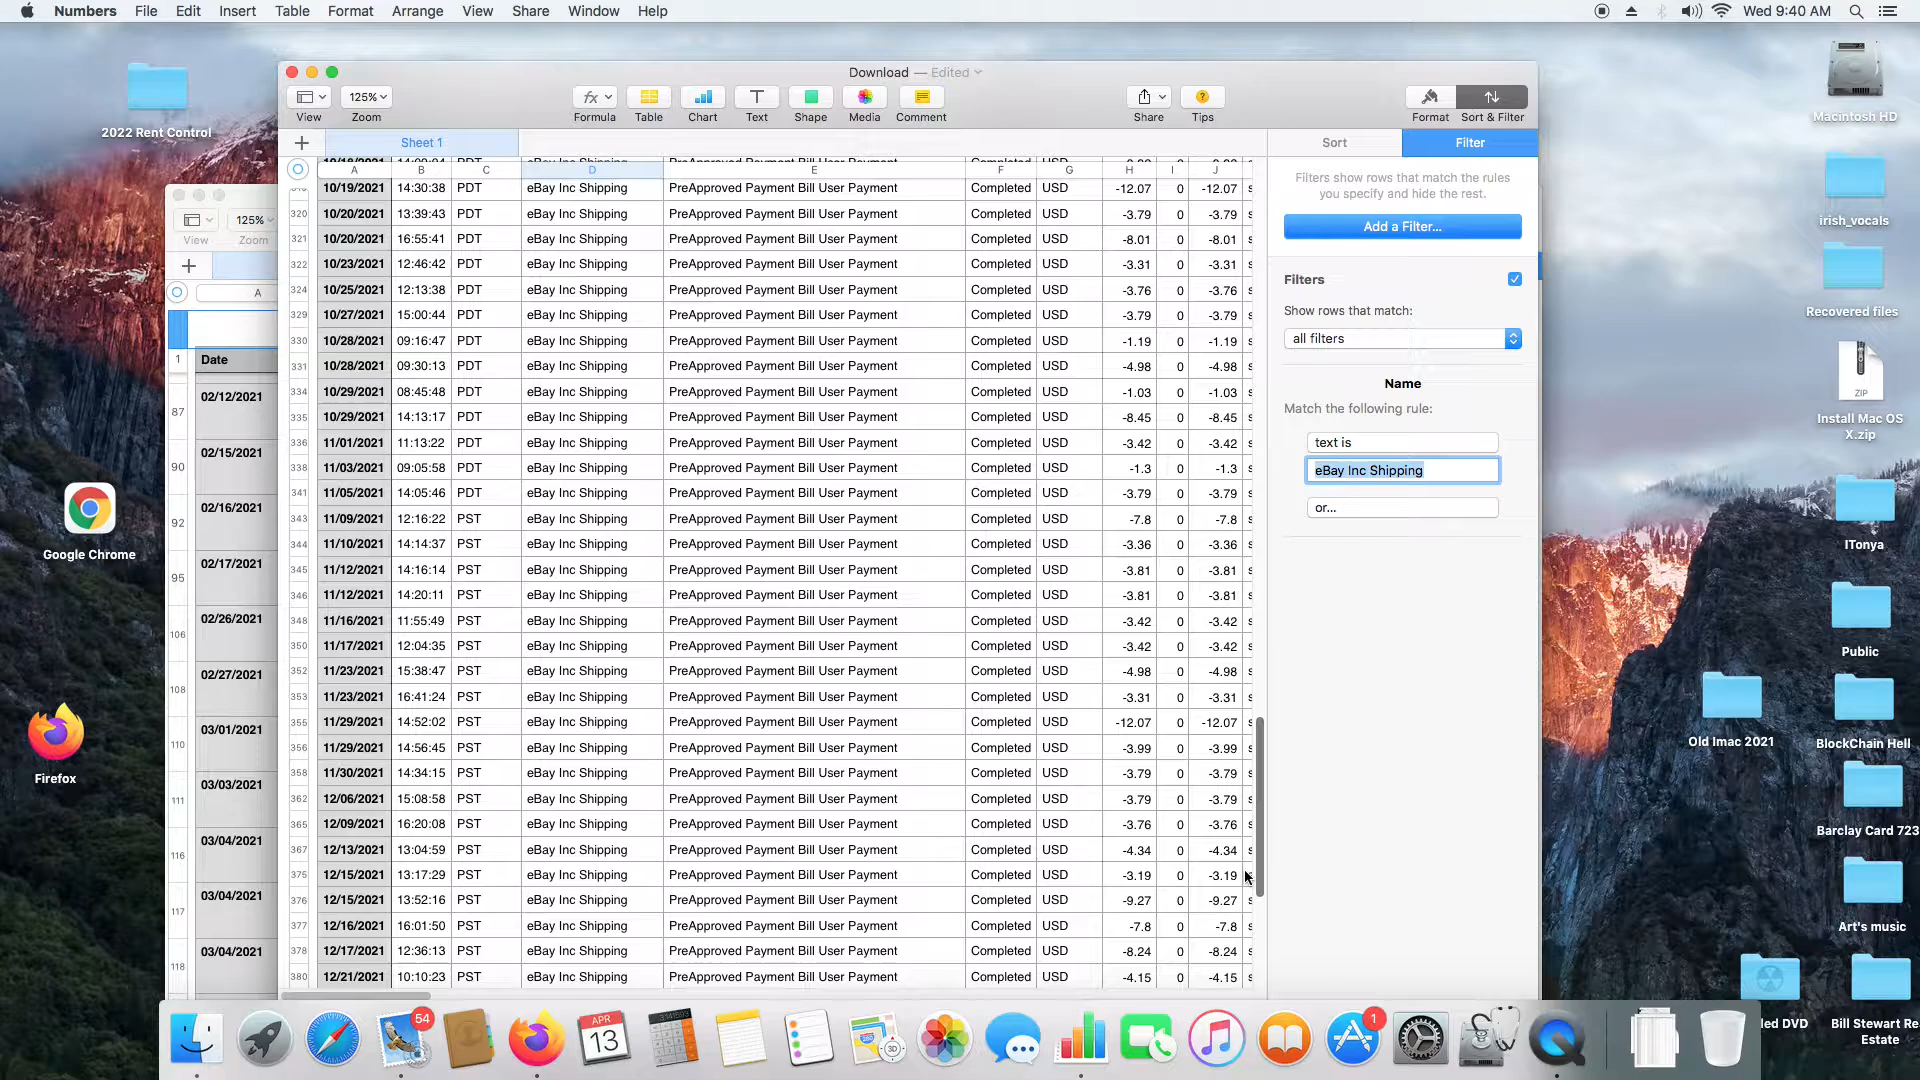 Numbers File Edit Insert Table Format Arrange View Share Window Help Wed 9:40 AM
Download — Edited
125%
View Zoom Formula Table Chart Text Shape Media Comment Share Tips Format Sort & Filter
Sheet 1 Sort Filter
A B C D E F G H I J
10/19/2021 14:30:38 PDT eBay Inc Shipping PreApproved Payment Bill User Payment Completed USD -12.07 0 -12.07
320 10/20/2021 13:39:43 PDT eBay Inc Shipping PreApproved Payment Bill User Payment Completed USD -3.79 0 -3.79
321 10/20/2021 16:55:41 PDT eBay Inc Shipping PreApproved Payment Bill User Payment Completed USD -8.01 0 -8.01
322 10/23/2021 12:46:42 PDT eBay Inc Shipping PreApproved Payment Bill User Payment Completed USD -3.31 0 -3.31
324 10/25/2021 12:13:38 PDT eBay Inc Shipping PreApproved Payment Bill User Payment Completed USD -3.76 0 -3.76
329 10/27/2021 15:00:44 PDT eBay Inc Shipping PreApproved Payment Bill User Payment Completed USD -3.79 0 -3.79
330 10/28/2021 09:16:47 PDT eBay Inc Shipping PreApproved Payment Bill User Payment Completed USD -1.19 0 -1.19
331 10/28/2021 09:30:13 PDT eBay Inc Shipping PreApproved Payment Bill User Payment Completed USD -4.98 0 -4.98
334 10/29/2021 08:45:48 PDT eBay Inc Shipping PreApproved Payment Bill User Payment Completed USD -1.03 0 -1.03
335 10/29/2021 14:13:17 PDT eBay Inc Shipping PreApproved Payment Bill User Payment Completed USD -8.45 0 -8.45
336 11/01/2021 11:13:22 PDT eBay Inc Shipping PreApproved Payment Bill User Payment Completed USD -3.42 0 -3.42
338 11/03/2021 09:05:58 PDT eBay Inc Shipping PreApproved Payment Bill User Payment Completed USD -1.3 0 -1.3
341 11/05/2021 14:05:46 PDT eBay Inc Shipping PreApproved Payment Bill User Payment Completed USD -3.79 0 -3.79
343 11/09/2021 12:16:22 PST eBay Inc Shipping PreApproved Payment Bill User Payment Completed USD -7.8 0 -7.8
344 11/10/2021 14:14:37 PST eBay Inc Shipping PreApproved Payment Bill User Payment Completed USD -3.36 0 -3.36
345 11/12/2021 14:16:14 PST eBay Inc Shipping PreApproved Payment Bill User Payment Completed USD -3.81 0 -3.81
346 11/12/2021 14:20:11 PST eBay Inc Shipping PreApproved Payment Bill User Payment Completed USD -3.81 0 -3.81
348 11/16/2021 11:55:49 PST eBay Inc Shipping PreApproved Payment Bill User Payment Completed USD -3.42 0 -3.42
350 11/17/2021 12:04:35 PST eBay Inc Shipping PreApproved Payment Bill User Payment Completed USD -3.42 0 -3.42
352 11/23/2021 15:38:47 PST eBay Inc Shipping PreApproved Payment Bill User Payment Completed USD -4.98 0 -4.98
353 11/23/2021 16:41:24 PST eBay Inc Shipping PreApproved Payment Bill User Payment Completed USD -3.31 0 -3.31
355 11/29/2021 14:52:02 PST eBay Inc Shipping PreApproved Payment Bill User Payment Completed USD -12.07 0 -12.07
356 11/29/2021 14:56:45 PST eBay Inc Shipping PreApproved Payment Bill User Payment Completed USD -3.99 0 -3.99
358 11/30/2021 14:34:15 PST eBay Inc Shipping PreApproved Payment Bill User Payment Completed USD -3.79 0 -3.79
362 12/06/2021 15:08:58 PST eBay Inc Shipping PreApproved Payment Bill User Payment Completed USD -3.79 0 -3.79
365 12/09/2021 16:20:08 PST eBay Inc Shipping PreApproved Payment Bill User Payment Completed USD -3.76 0 -3.76
367 12/13/2021 13:04:59 PST eBay Inc Shipping PreApproved Payment Bill User Payment Completed USD -4.34 0 -4.34
375 12/15/2021 13:17:29 PST eBay Inc Shipping PreApproved Payment Bill User Payment Completed USD -3.19 0 -3.19
376 12/15/2021 13:52:16 PST eBay Inc Shipping PreApproved Payment Bill User Payment Completed USD -9.27 0 -9.27
377 12/16/2021 16:01:50 PST eBay Inc Shipping PreApproved Payment Bill User Payment Completed USD -7.8 0 -7.8
378 12/17/2021 12:36:13 PST eBay Inc Shipping PreApproved Payment Bill User Payment Completed USD -8.24 0 -8.24
380 12/21/2021 10:10:23 PST eBay Inc Shipping PreApproved Payment Bill User Payment Completed USD -4.15 0 -4.15
Filters show rows that match the rules
you specify and hide the rest.
Add a Filter...
Filters
Show rows that match:
all filters
Name
Match the following rule:
text is
eBay Inc Shipping
or...
125%
View Zoom
A
1 Date
87 02/12/2021
90 02/15/2021
92 02/16/2021
95 02/17/2021
106 02/26/2021
108 02/27/2021
110 03/01/2021
111 03/03/2021
116 03/04/2021
117 03/04/2021
118 03/04/2021
2022 Rent Control
Google Chrome
Firefox
Macintosh HD
irish_vocals
Recovered files
ZIP
Install Mac OS
X.zip
ITonya
Public
Old Imac 2021
BlockChain Hell
Barclay Card 723
Art's music
led DVD
Bill Stewart Re
Estate
54
APR
13
3D
1